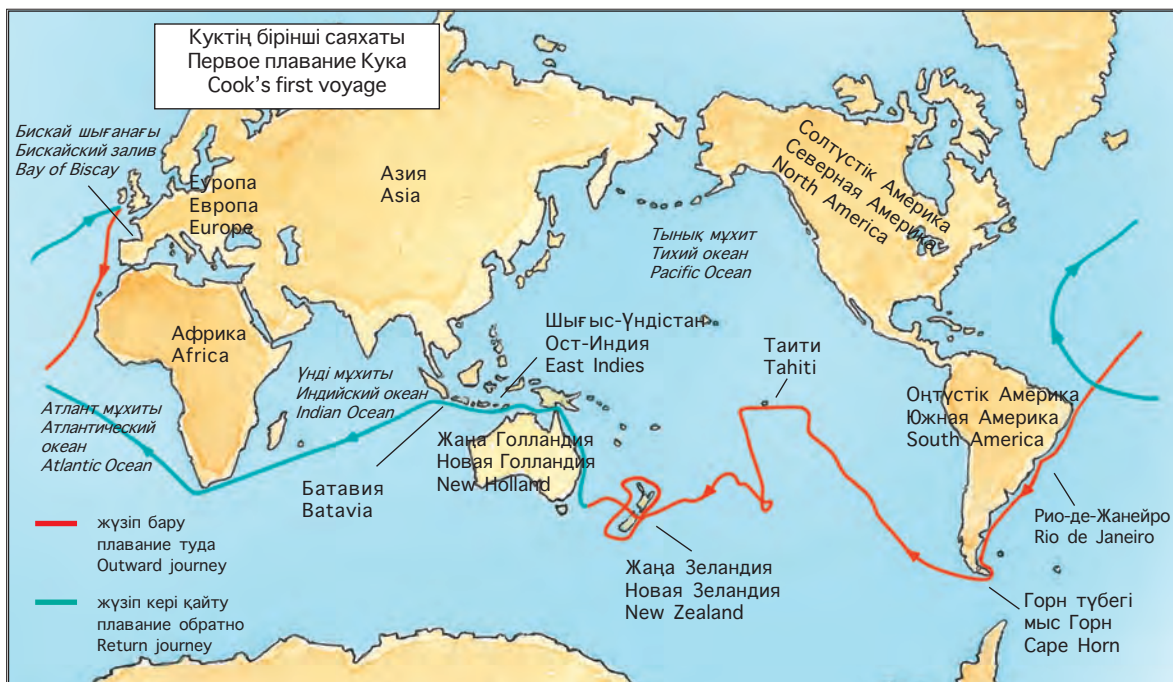 Куктің бірінші саяхаты
Первое плавание Кука
Cook's first voyage
Бискай шығанағы
Бискайский залив
Bay of Biscay
Еуропа
Европа
Europe
Азия
Asia
Солтүстік Америка
Северная Америка
North America
Тынық мұхит
Тихий океан
Pacific Ocean
Африка
Africa
Шығыс-Үндістан
Ост-Индия
East Indies
Таити
Tahiti
Үнді мұхиты
Индийский океан
Indian Ocean
Оңтүстік Америка
Южная Америка
South America
Атлант мұхиты
Атлантический
океан
Atlantic Ocean
Жаңа Голландия
Новая Голландия
New Holland
Батавия
Batavia
Рио-де-Жанейро
Rio de Janeiro
Жаңа Зеландия
Новая Зеландия
New Zealand
Горн түбегі
мыс Горн
Cape Horn
жүзіп бару
плавание туда
Outward journey
жүзіп кері қайту
плавание обратно
Return journey